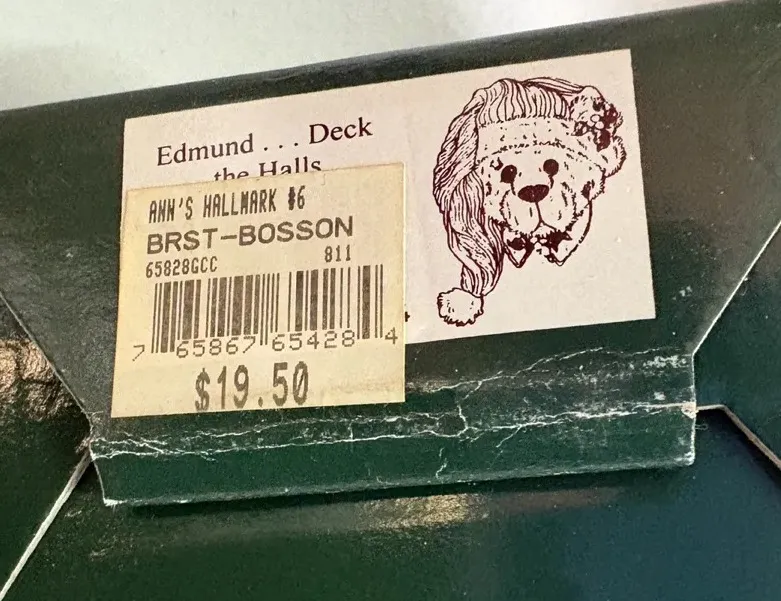 Edmund . . . Deck
the Halls
ANN'S HALLMARK #6
BRST-BOSSON
65828GCC 811
7 65867 65428 4
$19.50